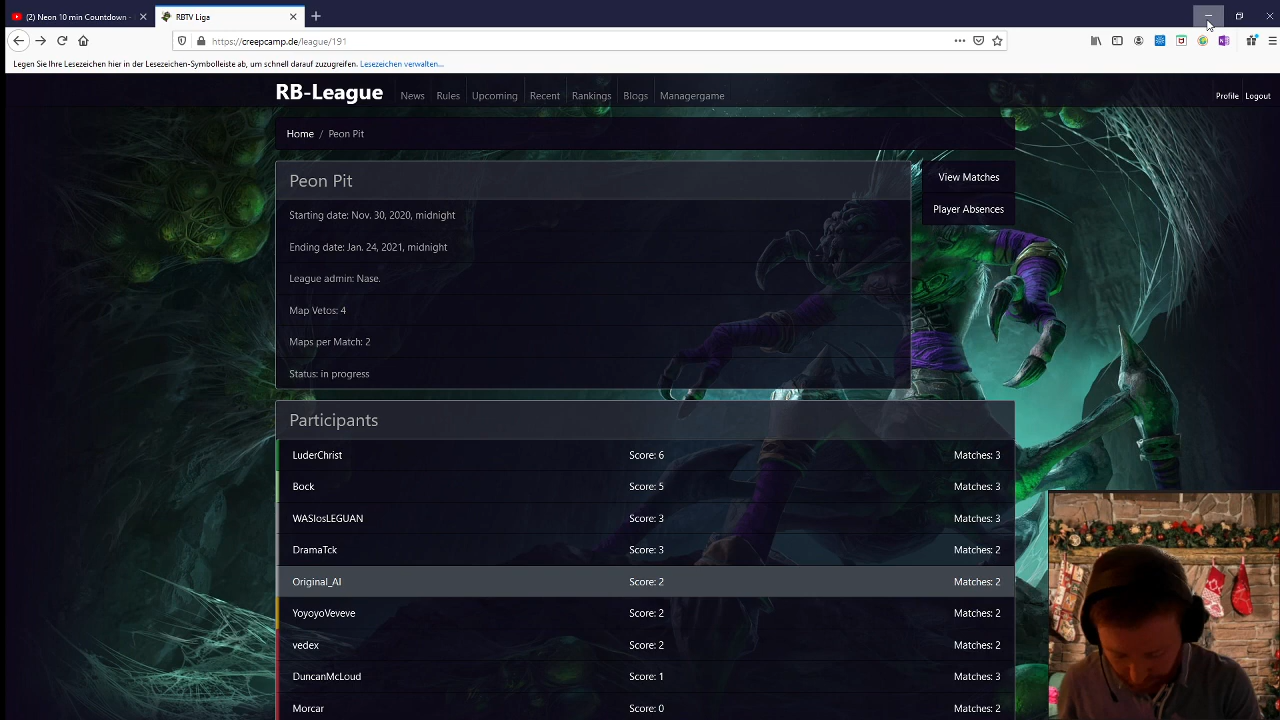 (2) Neon 10 min Countdown -
RBTV Liga
https://creepcamp.de/league/191
Legen Sie Ihre Lesezeichen hier in der Lesezeichen-Symbolleiste ab, um schnell darauf zuzugreifen. Lesezeichen verwalten...
RB-League News Rules Upcoming Recent Rankings Blogs Managergame Profile Logout
Home / Peon Pit
Peon Pit
View Matches
Player Absences
Starting date: Nov. 30, 2020, midnight
Ending date: Jan. 24, 2021, midnight
League admin: Nase.
Map Vetos: 4
Maps per Match: 2
Status: in progress
Participants
LuderChrist Score: 6 Matches: 3
Bock Score: 5 Matches: 3
WASlosLEGUAN Score: 3 Matches: 3
DramaTck Score: 3 Matches: 2
Original_AI Score: 2 Matches: 2
YoyoyoVeveve Score: 2 Matches: 2
vedex Score: 2 Matches: 2
DuncanMcLoud Score: 1 Matches: 3
Morcar Score: 0 Matches: 2